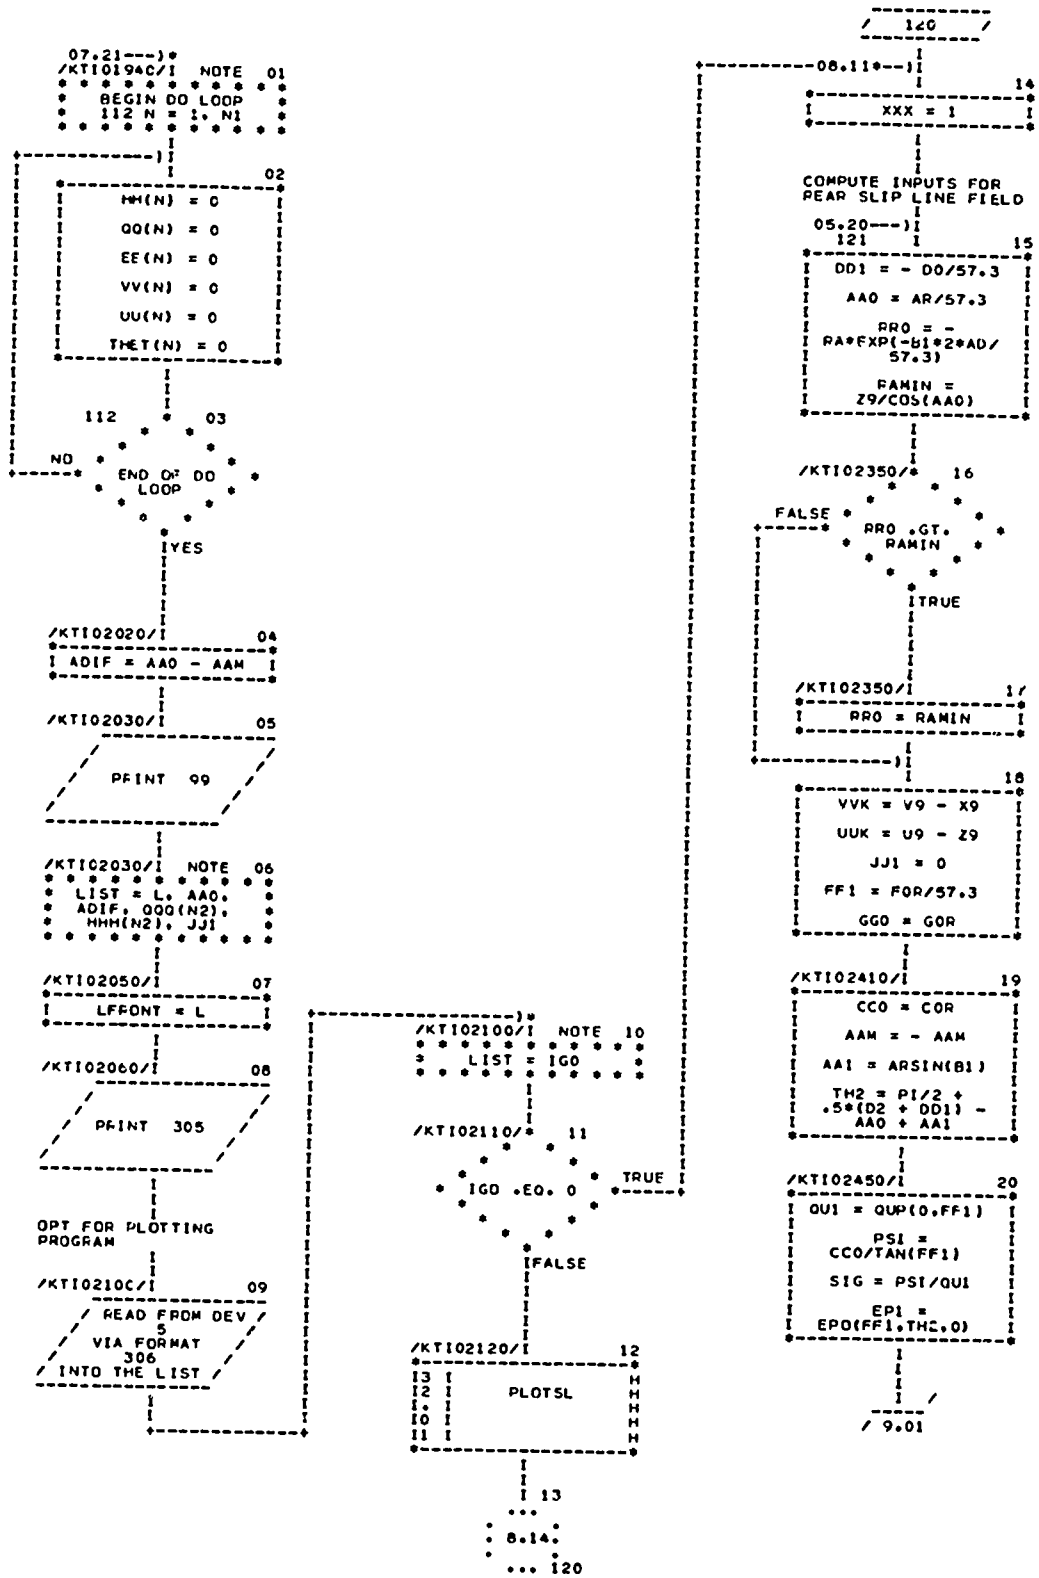 07.21---)*
/KTI0194C/I NOTE 01
BEGIN DO LOOP
112 N = 1, N1
02
HH(N) = 0
QQ(N) = 0
EE(N) = 0
VV(N) = 0
UU(N) = 0
THET(N) = 0
112 03
NO
END OF DO
LOOP
YES
/KTI02020/I 04
ADIF = AA0 - AAM
/KTI02030/I 05
PRINT 99
/KTI02030/I NOTE 06
LIST = L, AA0,
ADIF, QQQ(N2),
HHH(N2), JJ1
/KTI02050/I 07
LFRONT = L
/KTI02060/I 08
PRINT 305
OPT FOR PLOTTING
PROGRAM
/KTI0210C/I 09
READ FROM DEV
5
VIA FORMAT
306
INTO THE LIST
/KTI02100/I NOTE 10
LIST = IGO
/KTI02110/* 11
IGO .EQ. 0
TRUE
FALSE
/KTI02120/I 12
I3
I2
I.
I0
I1
PLOTSL
H
H
H
H
H
13
8.14.
120
/ 120 /
08.11*--)I
14
XXX = 1
COMPUTE INPUTS FOR
REAR SLIP LINE FIELD
05.20---)I
121 15
DD1 = - DO/57.3
AA0 = AR/57.3
RRO = -
RA*EXP(-B1*2*AD/
57.3)
RAMIN =
Z9/COS(AA0)
/KTI02350/* 16
FALSE
RRO .GT.
RAMIN
TRUE
/KTI02350/I 17
RRO = RAMIN
18
VVK = V9 - X9
UUK = U9 - Z9
JJ1 = 0
FF1 = FOR/57.3
GGO = GOR
/KTI02410/I 19
CCO = COR
AAM = - AAM
AA1 = ARSIN(B1)
TH2 = PI/2 +
.5*(D2 + DD1) -
AA0 + AA1
/KTI02450/I 20
QU1 = QUP(0,FF1)
PSI =
CCO/TAN(FF1)
SIG = PSI/QU1
EP1 =
EPO(FF1,TH2,0)
/ 9.01